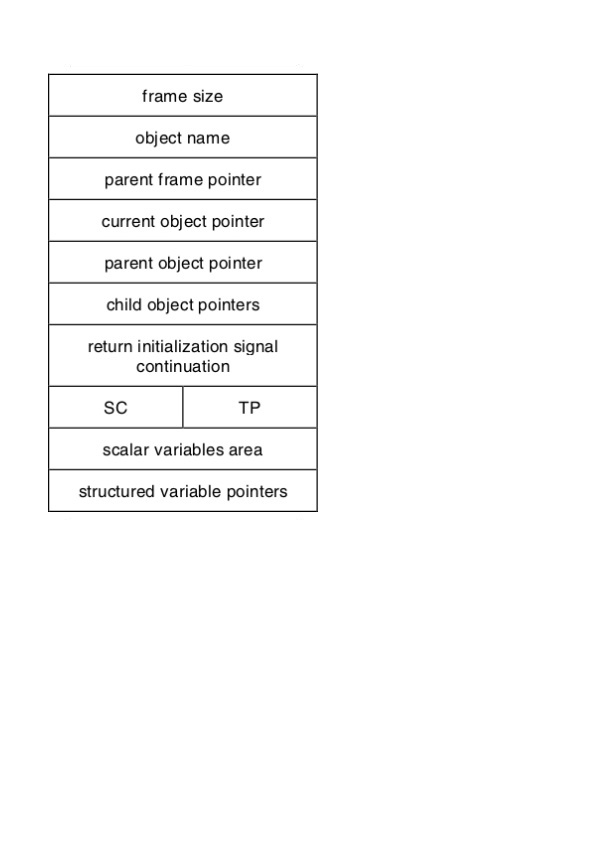 frame size
object name
parent frame pointer
current object pointer
parent object pointer
child object pointers
return initialization signal
continuation
SC TP
scalar variables area
structured variable pointers